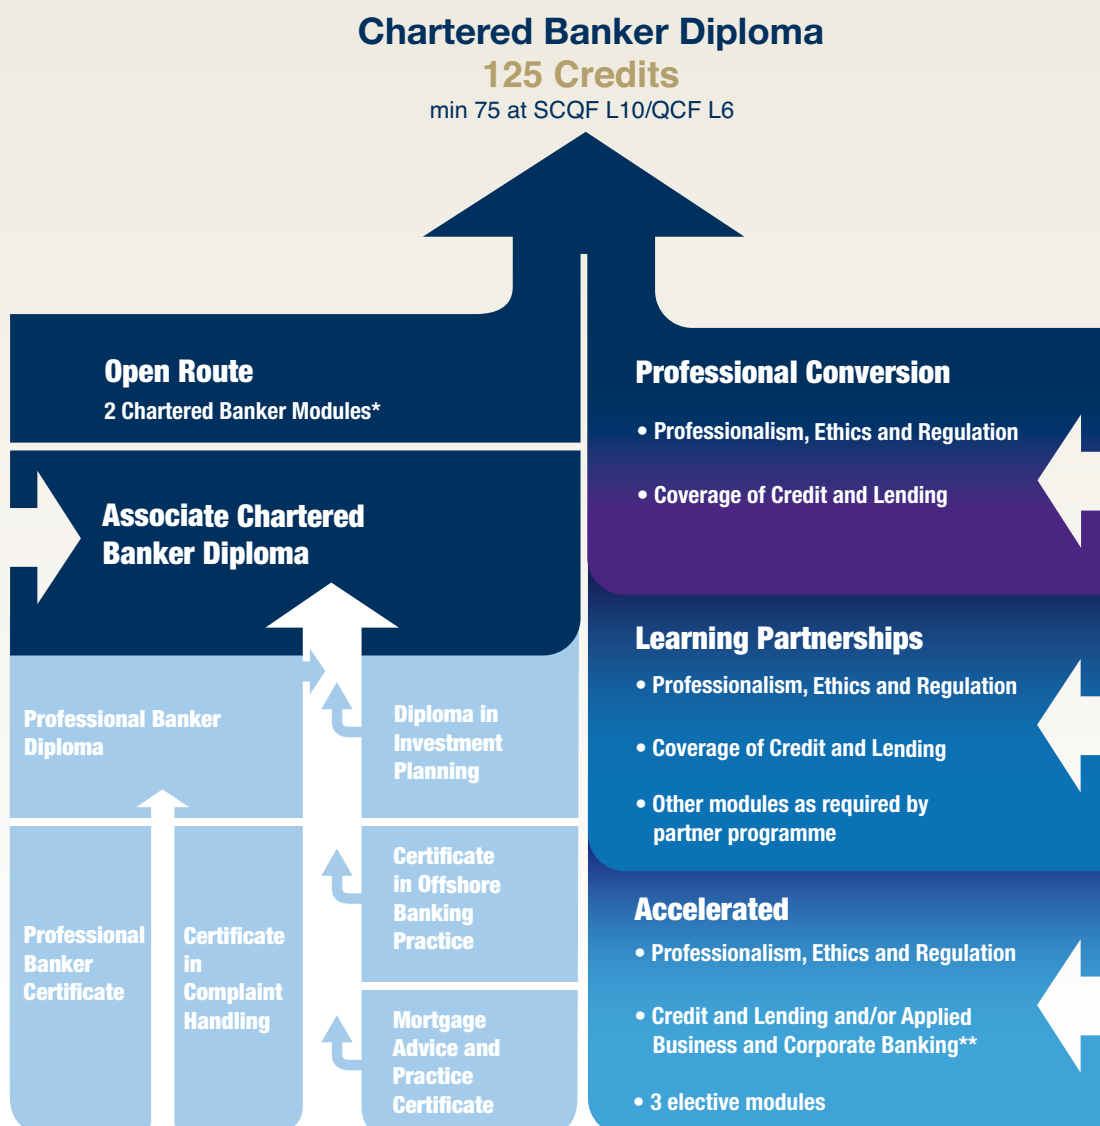 Chartered Banker Diploma
125 Credits
min 75 at SCQF L10/QCF L6
Open Route
2 Chartered Banker Modules*
Associate Chartered
Banker Diploma
Professional Banker
Diploma
Professional
Banker
Certificate
Certificate
in
Complaint
Handling
Diploma in
Investment
Planning
Certificate
in Offshore
Banking
Practice
Mortgage
Advice and
Practice
Certificate
Professional Conversion
• Professionalism, Ethics and Regulation
• Coverage of Credit and Lending
Learning Partnerships
• Professionalism, Ethics and Regulation
• Coverage of Credit and Lending
• Other modules as required by
partner programme
Accelerated
• Professionalism, Ethics and Regulation
• Credit and Lending and/or Applied
Business and Corporate Banking**
• 3 elective modules